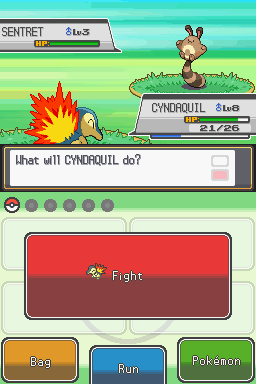 SENTRET ♂Lv3
HP:
CYNDAQUIL ♂Lv8
HP:
21/26
What will CYNDAQUIL do?
Fight
Bag
Run
Pokémon